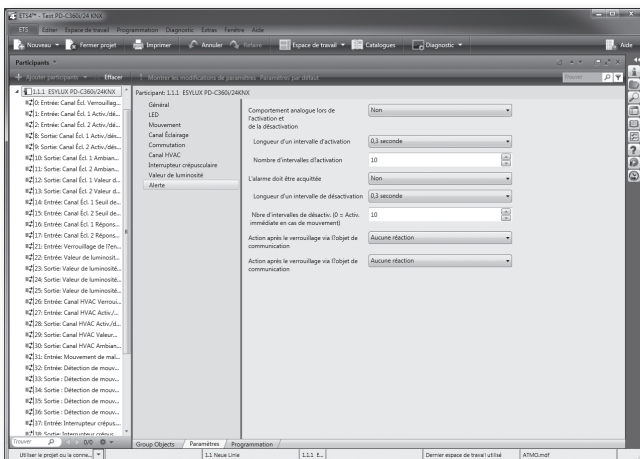 ETS4™ - Test PD-C360i/24 KNX
ETS Editer Espace de travail Programmation Diagnostic Extras Fenêtre Aide
Nouveau Fermer projet Imprimer Annuler Refaire Espace de travail Catalogues Diagnostic Aide
Participants
Ajouter participants Effacer Montrer les modifications de paramètres Paramètres par défaut Trouver
1.1.1 ESYLUX PD-C360i/24KNX
0: Entrée: Canal Écl. Verrouillag...
1: Entrée: Canal Écl. 1 Activ./dé...
2: Entrée: Canal Écl. 2 Activ./dé...
8: Sortie: Canal Écl. 1 Activ./dés...
9: Sortie: Canal Écl. 2 Activ./dés...
10: Sortie: Canal Écl. 1 Ambian...
11: Sortie: Canal Écl. 2 Ambian...
12: Sortie: Canal Écl. 1 Valeur d...
13: Sortie: Canal Écl. 2 Valeur d...
14: Entrée: Canal Écl. 1 Seuil de...
15: Entrée: Canal Écl. 2 Seuil de...
16: Entrée: Canal Écl. 1 Répons...
17: Entrée: Canal Écl. 2 Répons...
21: Entrée: Verrouillage de l?en...
22: Entrée: Valeur de luminosit...
23: Sortie: Valeur de luminosité...
24: Sortie: Valeur de luminosité...
25: Sortie: Valeur de luminosité...
26: Entrée: Canal HVAC Verroui...
27: Entrée: Canal HVAC Activ./...
28: Sortie: Canal HVAC Activ./d...
29: Sortie: Canal HVAC Valeur...
30: Sortie: Canal HVAC Ambian...
31: Entrée: Mouvement de mal...
32: Entrée: Détection de mouv...
33: Sortie : Détection de mouv...
34: Sortie : Détection de mouv...
35: Sortie : Détection de mouv...
36: Sortie : Détection de mouv...
37: Entrée: Interrupteur crépus....
38: Sortie: Interrupteur crépus
Trouver 0/0
Participant: 1.1.1 ESYLUX PD-C360i/24KNX
Général
LED
Mouvement
Canal Éclairage
Commutation
Canal HVAC
Interrupteur crépusculaire
Valeur de luminosité
Alerte
Comportement analogue lors de
l'activation et
de la désactivation
Non
Longueur d'un intervalle d'activation 0,3 seconde
Nombre d'intervalles d?activation 10
L'alarme doit être acquittée Non
Longueur d'un intervalle de désactivation 0,3 seconde
Nbre d'intervalles de désactiv. (0 = Activ.
immédiate en cas de mouvement)
10
Action après le verrouillage via l?objet de
communication
Aucune réaction
Action après le verrouillage via l?objet de
communication
Aucune réaction
Group Objects Paramètres Programmation
Utiliser le projet ou la conne... 1.1 Neue Linie 1.1.1 E... Dernier espace de travail utilisé ATMO.mdf